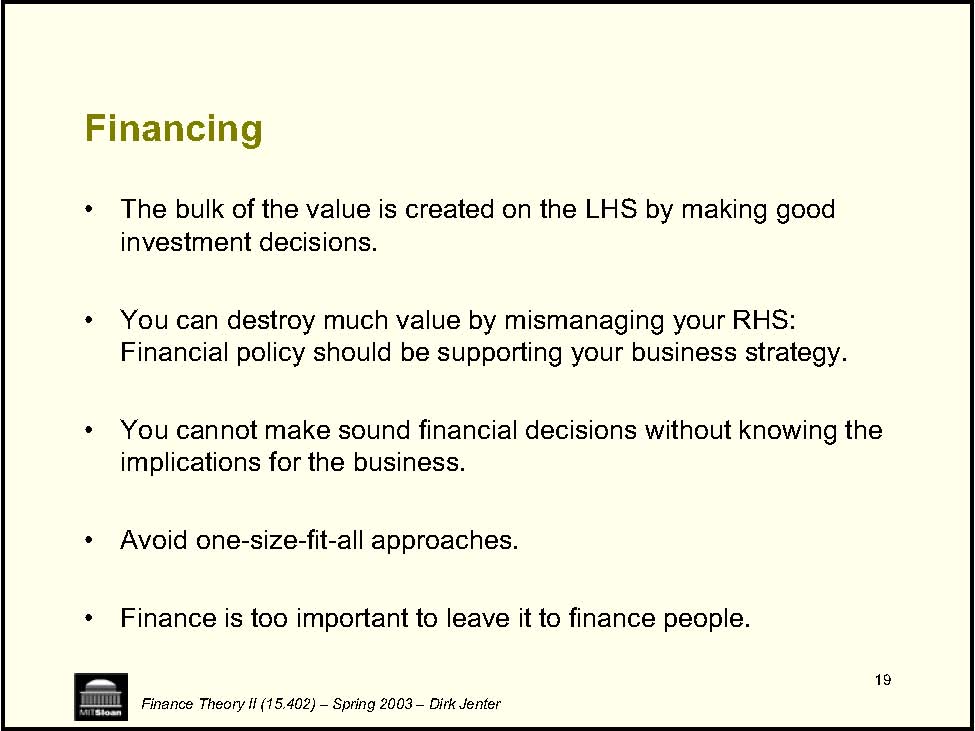 Financing
• The bulk of the value is created on the LHS by making good
investment decisions.
• You can destroy much value by mismanaging your RHS:
Financial policy should be supporting your business strategy.
• You cannot make sound financial decisions without knowing the
implications for the business.
• Avoid one-size-fit-all approaches.
• Finance is too important to leave it to finance people.
19
MITSloan
Finance Theory II (15.402) – Spring 2003 – Dirk Jenter